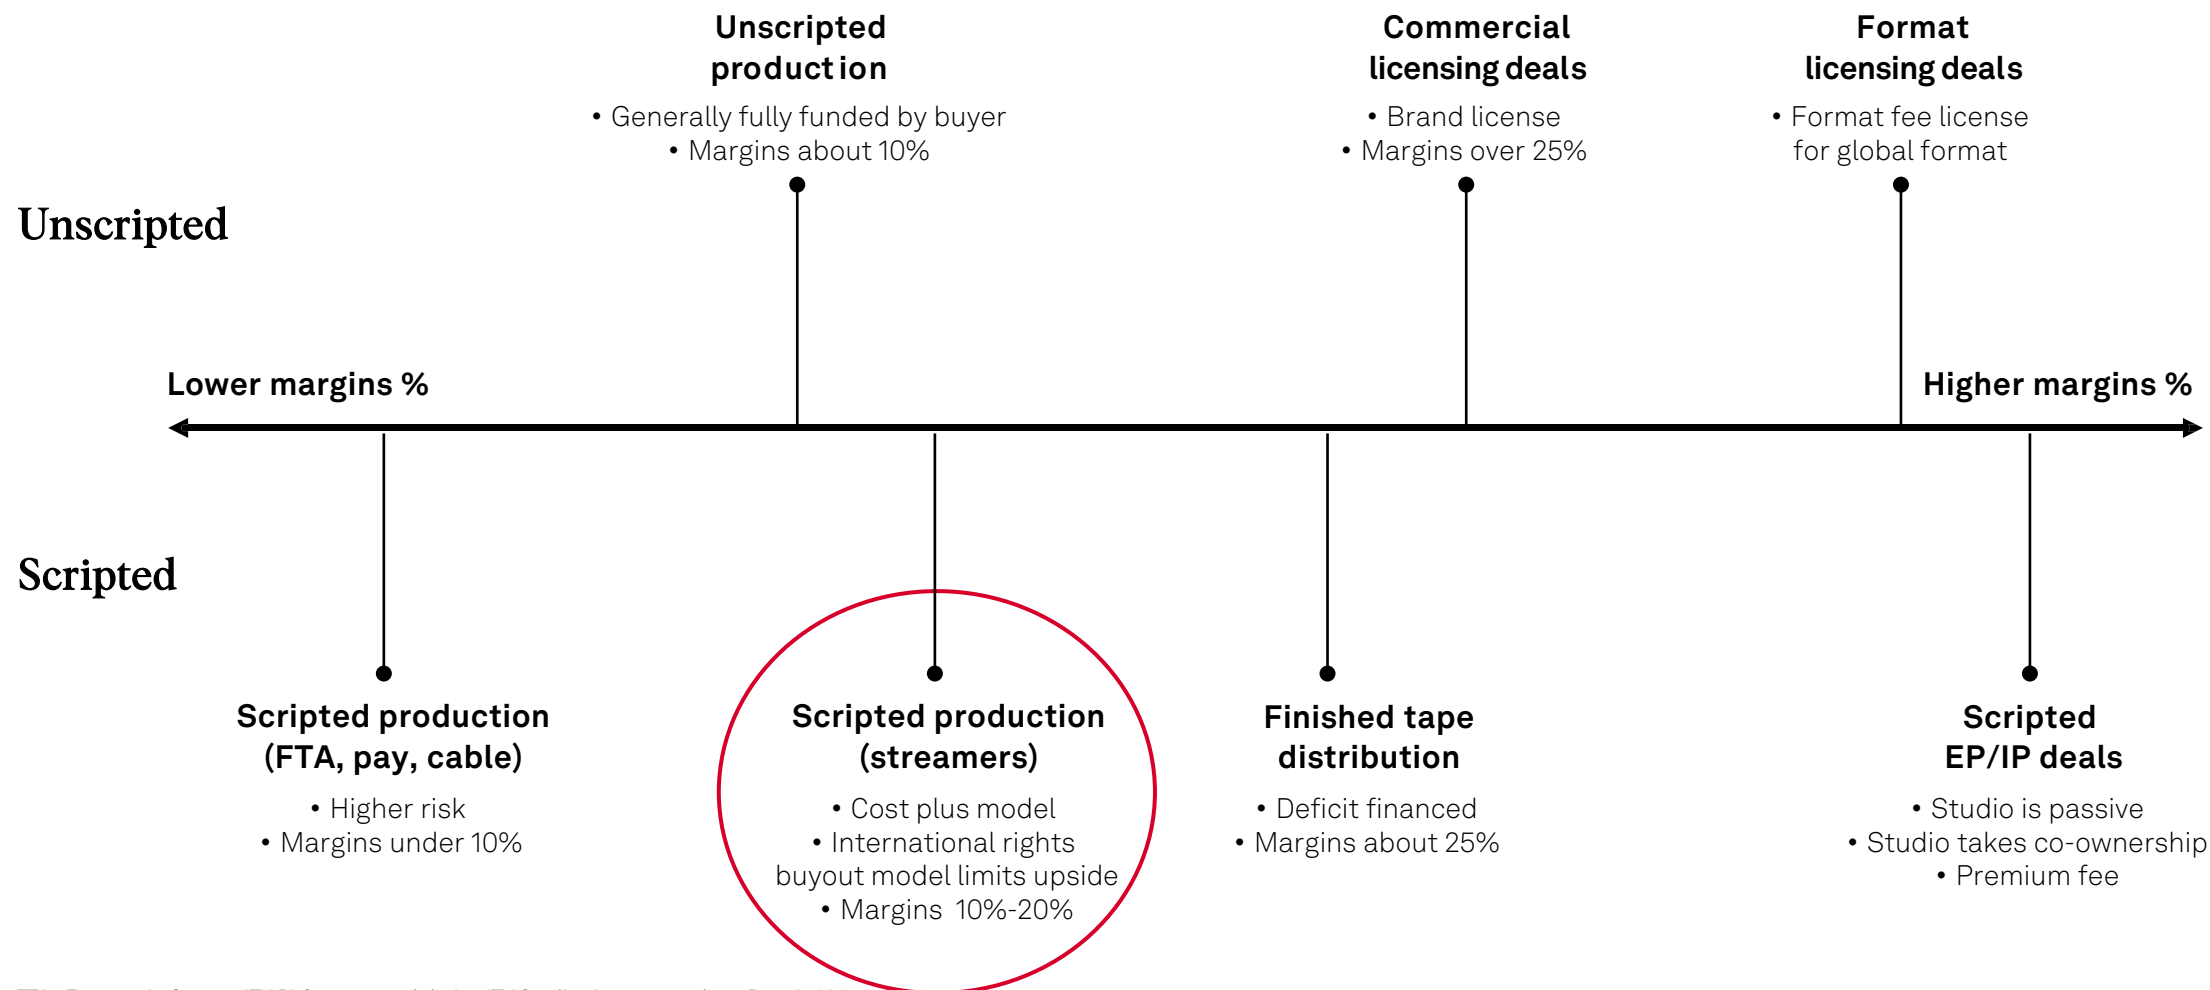 Unscripted
production
• Generally fully funded by buyer
• Margins about 10%
Commercial
licensing deals
• Brand license
• Margins over 25%
Format
licensing deals
• Format fee license
for global format
Unscripted
Lower margins %
Higher margins %
Scripted
Scripted production
(FTA, pay, cable)
• Higher risk
• Margins under 10%
Scripted production
(streamers)
• Cost plus model
• International rights
buyout model limits upside
• Margins 10%-20%
Finished tape
distribution
• Deficit financed
• Margins about 25%
Scripted
EP/IP deals
• Studio is passive
• Studio takes co-ownership
• Premium fee